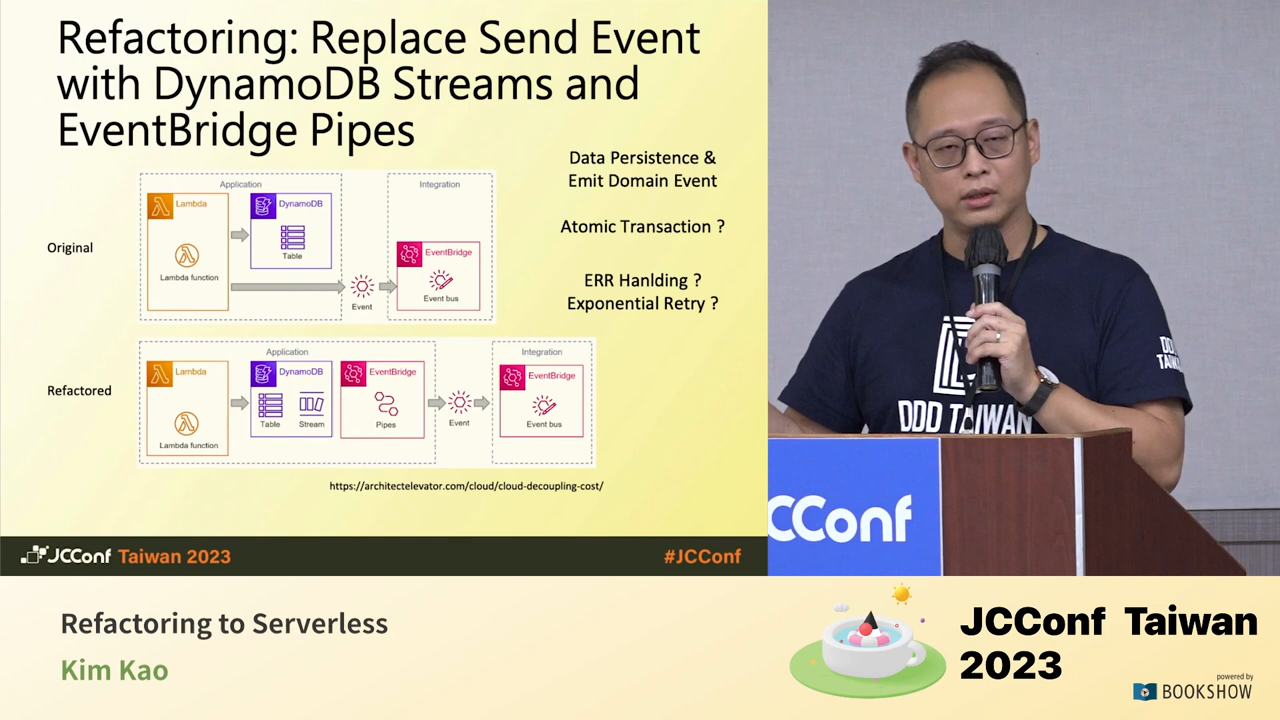 Refactoring: Replace Send Event
with DynamoDB Streams and
EventBridge Pipes
Data Persistence &
Emit Domain Event
Atomic Transaction ?
ERR Hanlding ?
Exponential Retry ?
Original
Application
Integration
Lambda
DynamoDB
Table
Lambda function
EventBridge
Event
Event bus
Refactored
Application
Integration
Lambda
DynamoDB
EventBridge
EventBridge
Table
Stream
Pipes
Event
Event bus
Lambda function
https://architectelevator.com/cloud/cloud-decoupling-cost/
JCConf Taiwan 2023
#JCConf
DDD TAIWAN
DD
TAIW
CConf
Refactoring to Serverless
Kim Kao
JCConf Taiwan
2023
powered by
BOOKSHOW